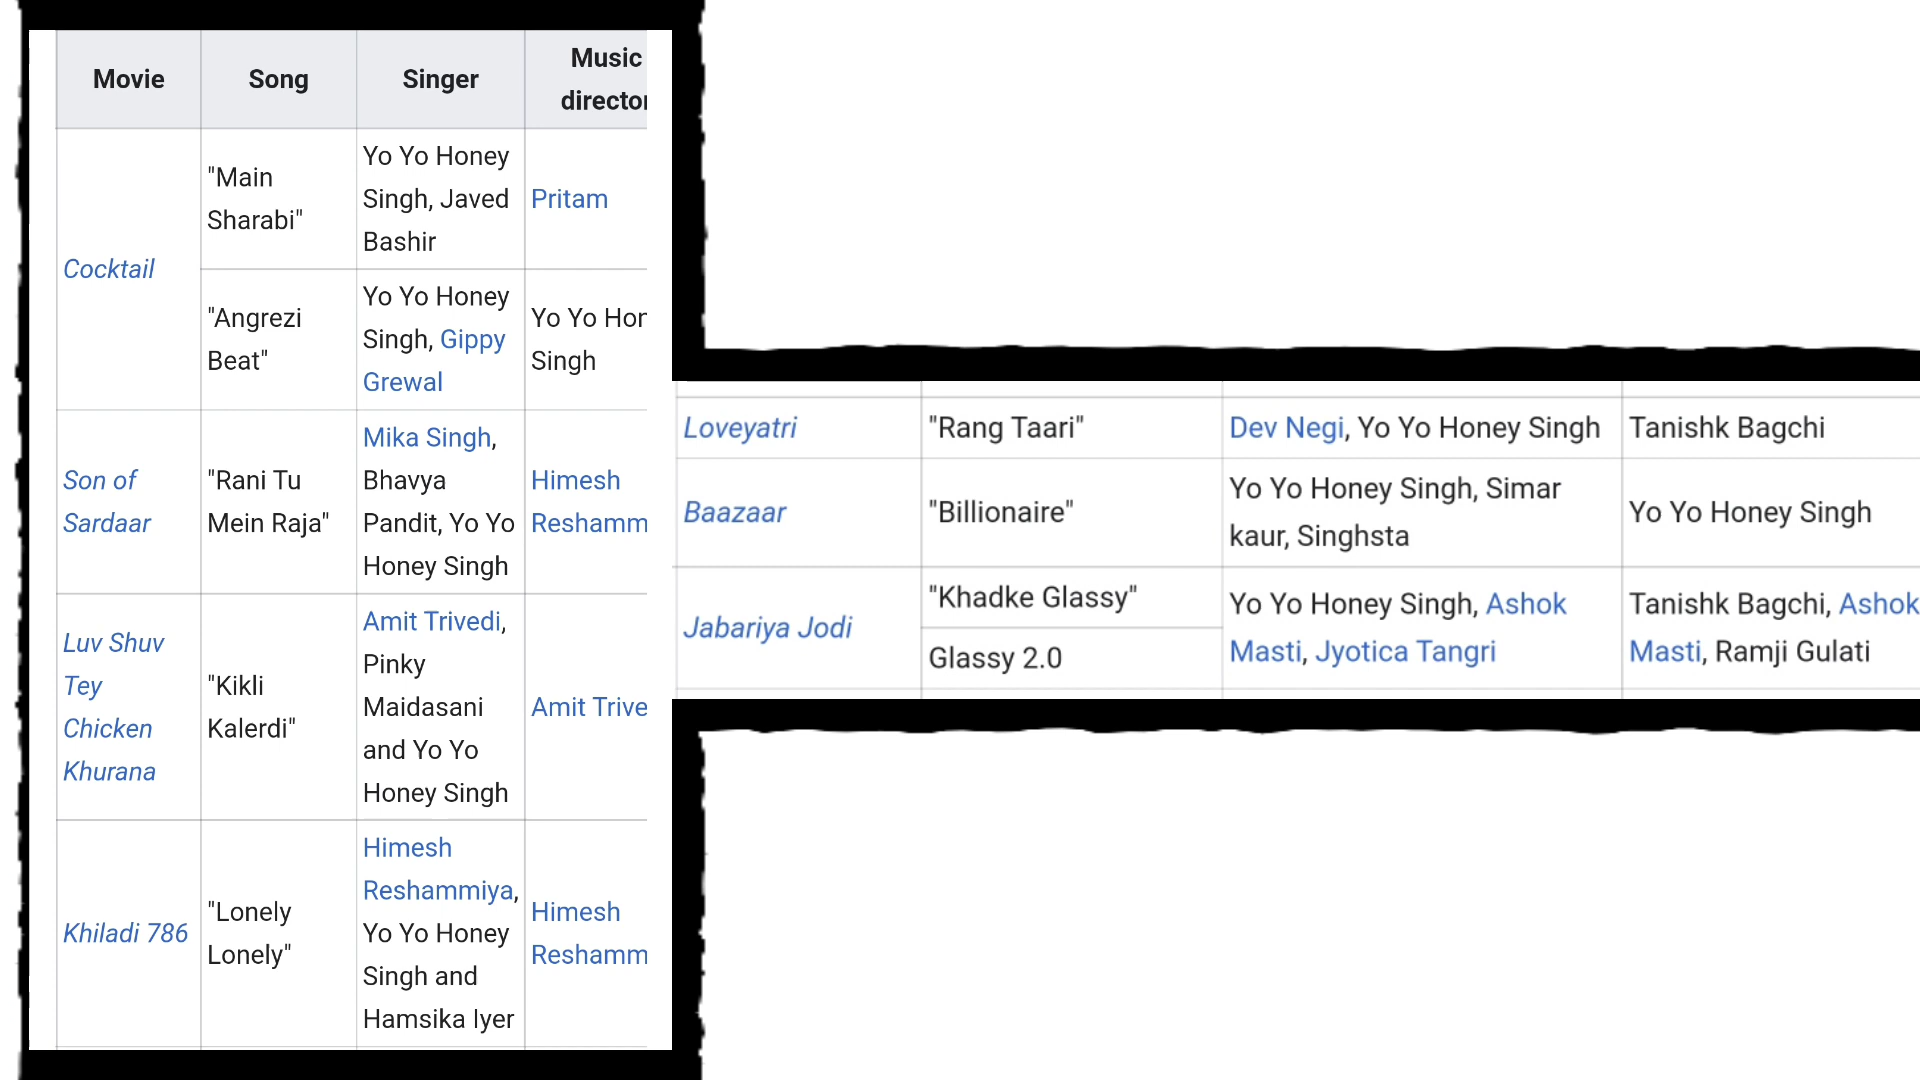 Movie
Song
Singer
Music
director
Cocktail
"Main
Sharabi"
Yo Yo Honey
Singh, Javed
Bashir
Pritam
"Angrezi
Beat"
Yo Yo Honey
Singh, Gippy
Grewal
Yo Yo Hon
Singh
Son of
Sardaar
"Rani Tu
Mein Raja"
Mika Singh,
Bhavya
Pandit, Yo Yo
Honey Singh
Himesh
Reshamm
Luv Shuv
Tey
Chicken
Khurana
"Kikli
Kalerdi"
Amit Trivedi,
Pinky
Maidasani
and Yo Yo
Honey Singh
Amit Trive
Khiladi 786
"Lonely
Lonely"
Himesh
Reshammiya,
Yo Yo Honey
Singh and
Hamsika Iyer
Himesh
Reshamm
Loveyatri
"Rang Taari"
Dev Negi, Yo Yo Honey Singh
Tanishk Bagchi
Baazaar
"Billionaire"
Yo Yo Honey Singh, Simar
kaur, Singhsta
Yo Yo Honey Singh
Jabariya Jodi
"Khadke Glassy"
Glassy 2.0
Yo Yo Honey Singh, Ashok
Masti, Jyotica Tangri
Tanishk Bagchi, Ashok
Masti, Ramji Gulati